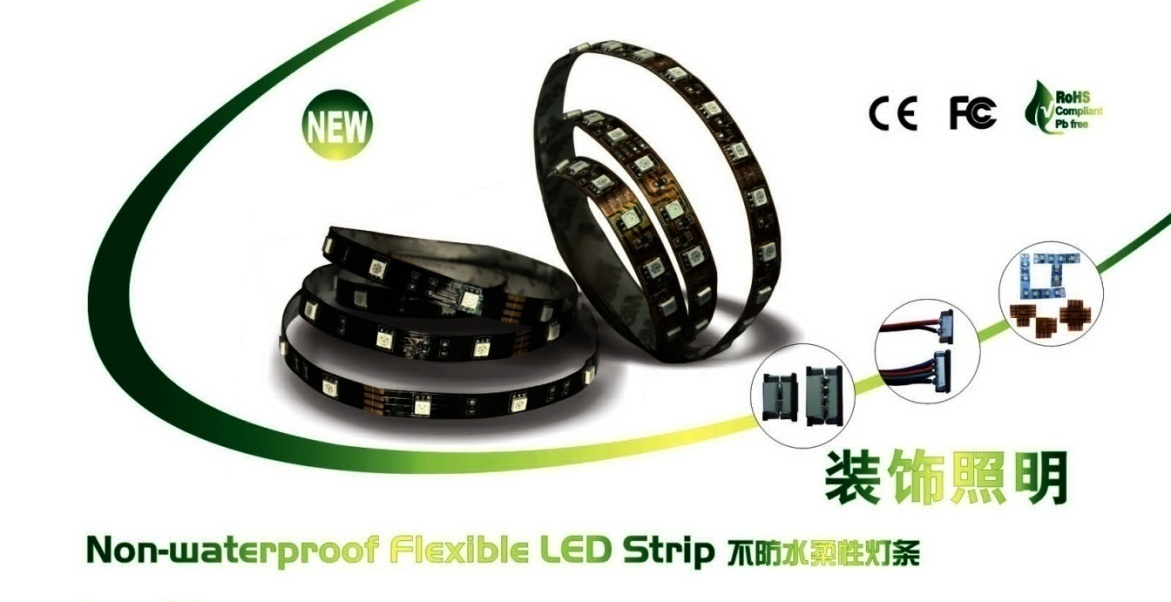 NEW
CE FC
RoHS
Compliant
Pb free
装饰照明
Non-waterproof Flexible LED Strip 不防水柔性灯条